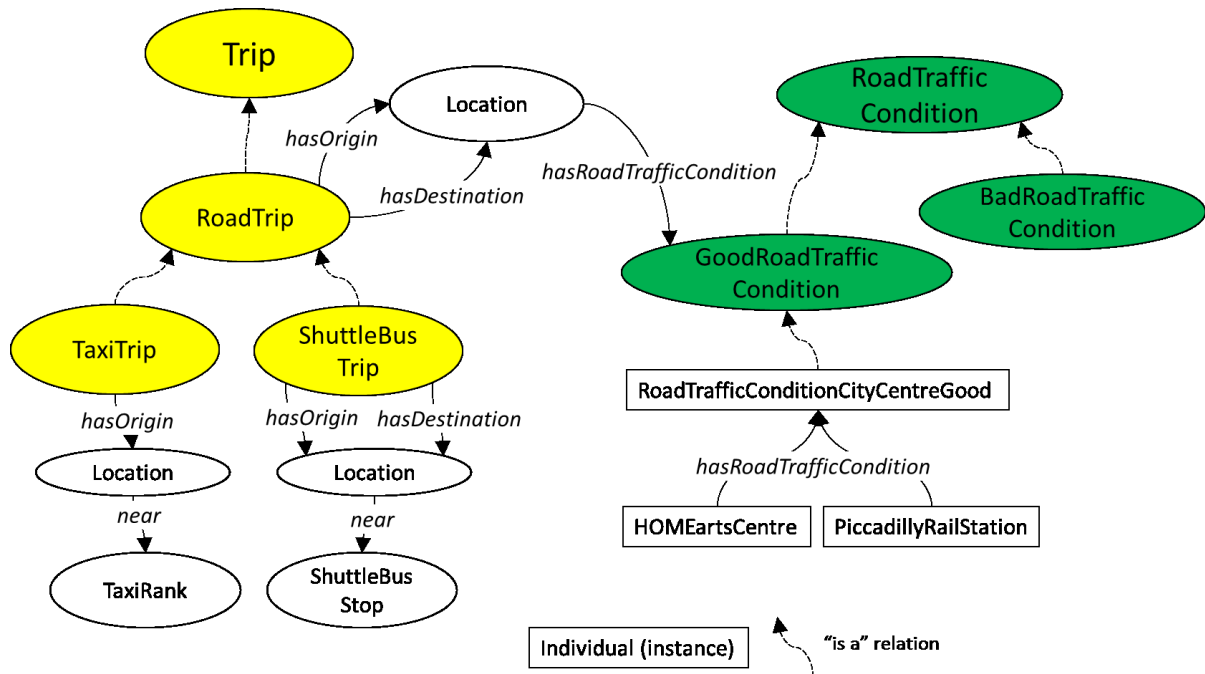 Trip
Location
RoadTraffic
Condition
hasOrigin
hasRoadTrafficCondition
hasDestination
RoadTrip
BadRoadTraffic
Condition
GoodRoadTraffic
Condition
TaxiTrip
ShuttleBus
Trip
RoadTrafficConditionCityCentreGood
hasOrigin
hasOrigin
hasDestination
Location
Location
hasRoadTrafficCondition
near
near
HOMEartsCentre
PiccadillyRailStation
TaxiRank
ShuttleBus
Stop
Individual (instance)
"is a" relation